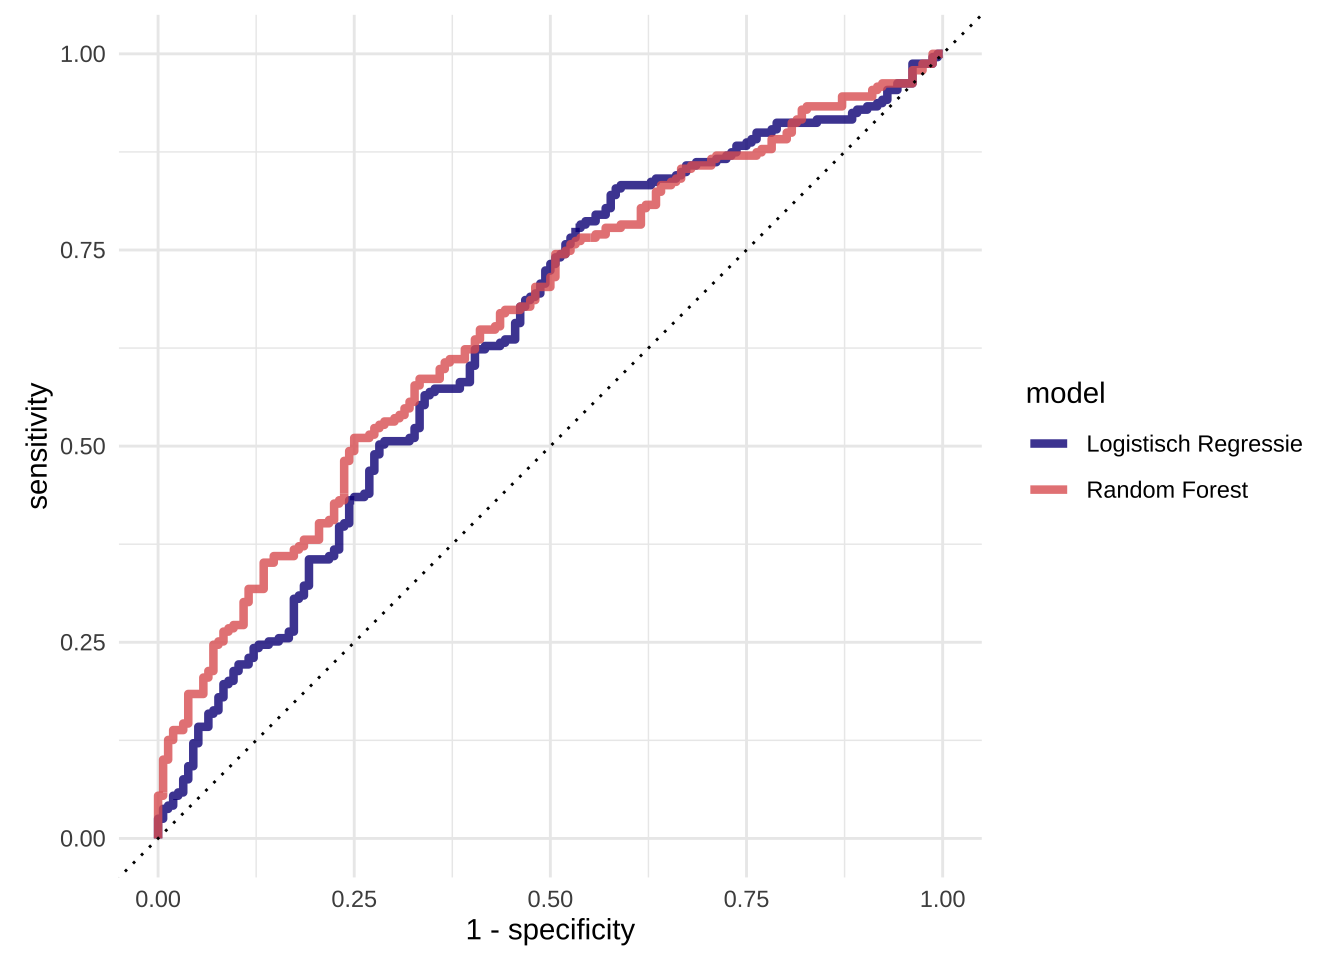 1.00
0.75
0.50
0.25
0.00
sensitivity
0.00 0.25 0.50 0.75 1.00
1 - specificity
model
Logistisch Regressie
Random Forest